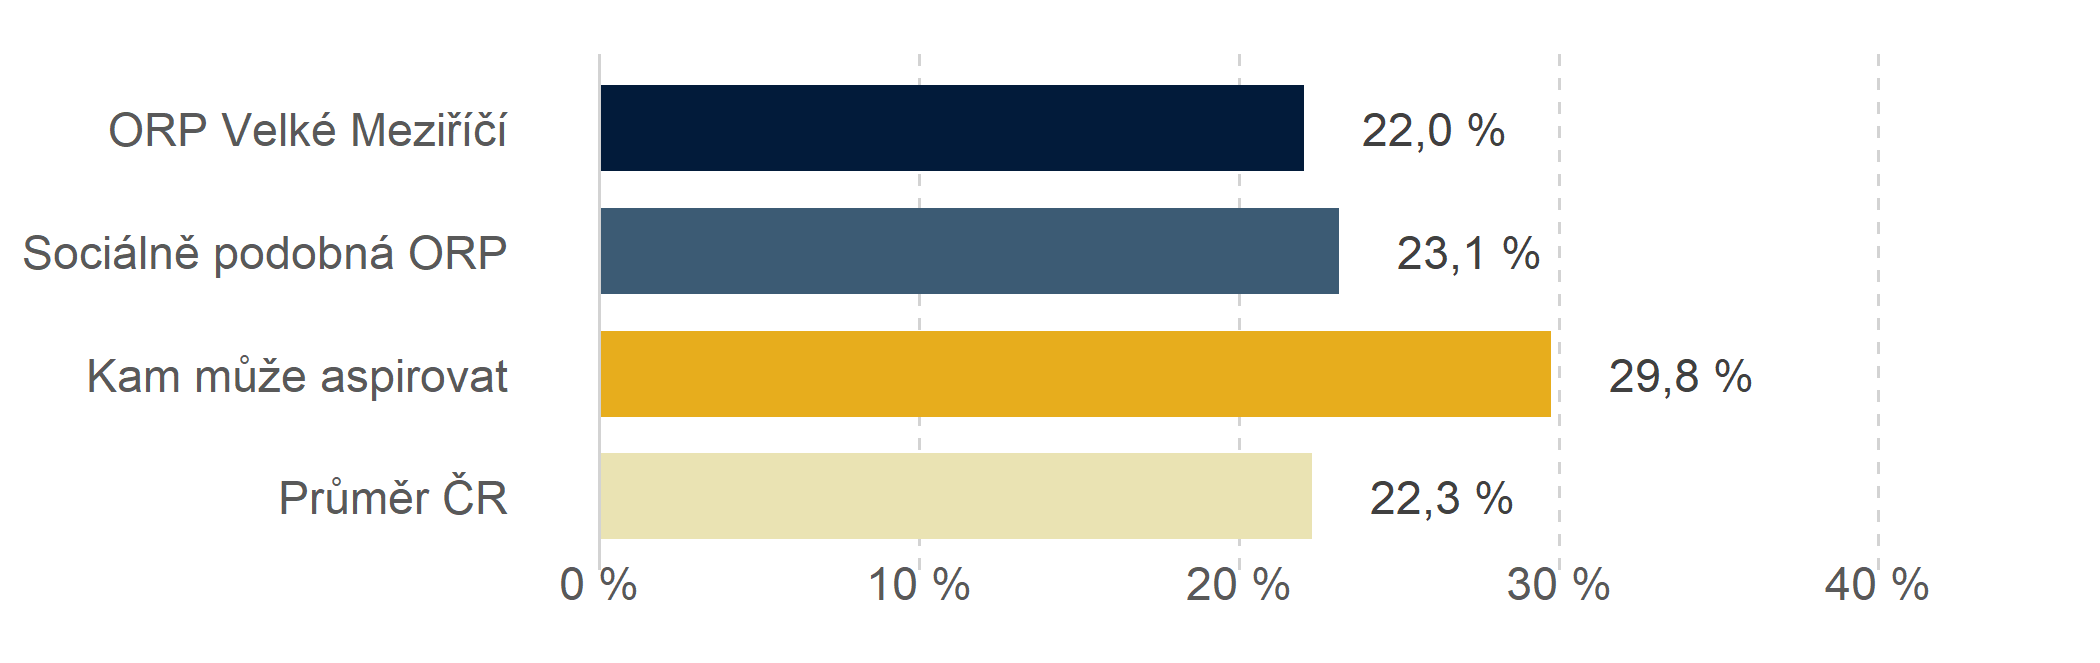 ORP Velké Meziříčí 22,0 %
Sociálně podobná ORP 23,1 %
Kam může aspirovat 29,8 %
Průměr ČR 22,3 %
0 % 10 % 20 % 30 % 40 %